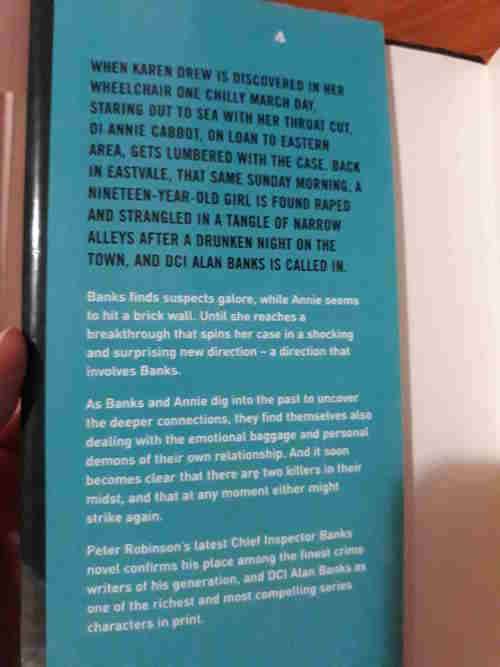 WHEN KAREN DREW IS DISCOVERED IN HER
WHEELCHAIR ONE CHILLY MARCH DAY,
STARING OUT TO SEA WITH HER THROAT CUT,
DI ANNIE CABBOT, ON LOAN TO EASTERN
AREA, GETS LUMBERED WITH THE CASE. BACK
IN EASTVALE, THAT SAME SUNDAY MORNING, A
NINETEEN-YEAR-OLD GIRL IS FOUND RAPED
AND STRANGLED IN A TANGLE OF NARROW
ALLEYS AFTER A DRUNKEN NIGHT ON THE
TOWN, AND DCI ALAN BANKS IS CALLED IN.
Banks finds suspects galore, while Annie seems
to hit a brick wall. Until she reaches a
breakthrough that spins her case in a shocking
and surprising new direction – a direction that
involves Banks.
As Banks and Annie dig into the past to uncover
the deeper connections, they find themselves also
dealing with the emotional baggage and personal
demons of their own relationship. And it soon
becomes clear that there are two killers in their
midst, and that at any moment either might
strike again.
Peter Robinson's latest Chief Inspector Banks
novel confirms his place among the finest crime
writers of his generation, and DCI Alan Banks as
one of the richest and most compelling series
characters in print.